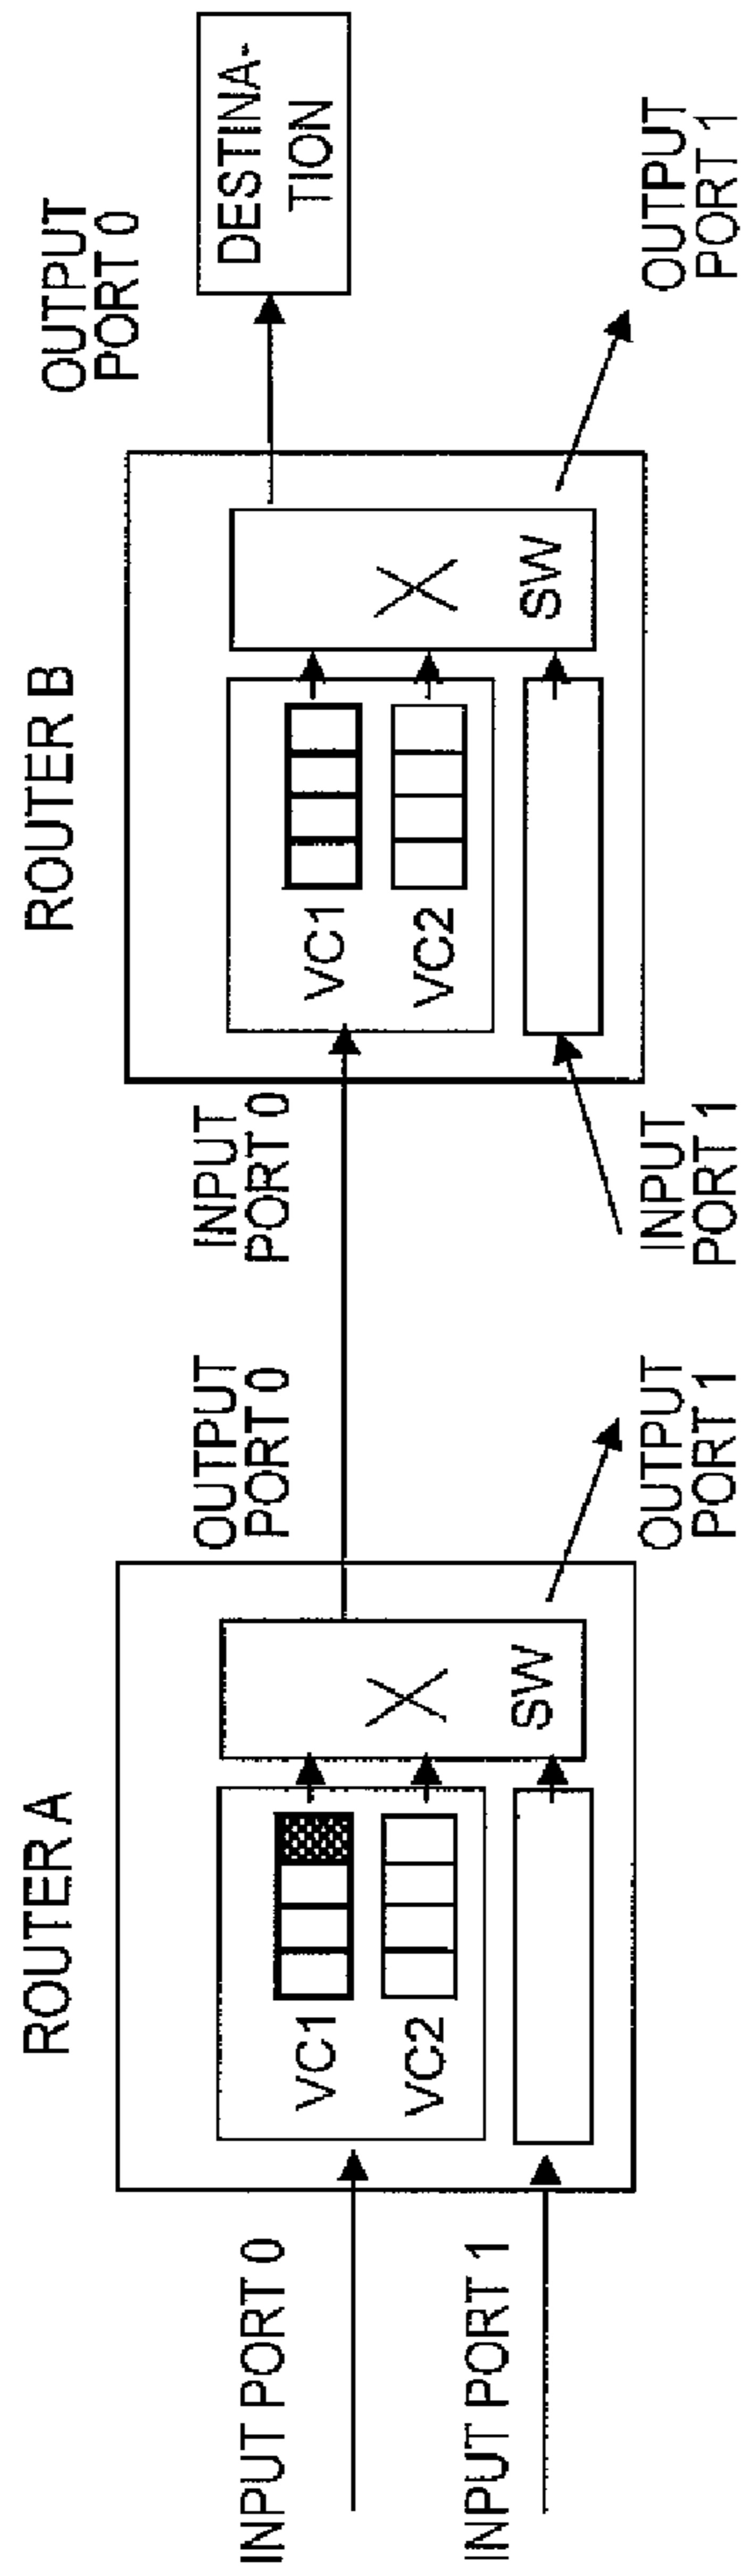 ROUTER A
INPUT PORT 0
INPUT PORT 1
VC1
VC2
SW
OUTPUT
PORT 0
OUTPUT
PORT 1
ROUTER B
INPUT
PORT 0
INPUT
PORT 1
VC1
VC2
SW
OUTPUT
PORT 0
DESTINA-
TION
OUTPUT
PORT 1